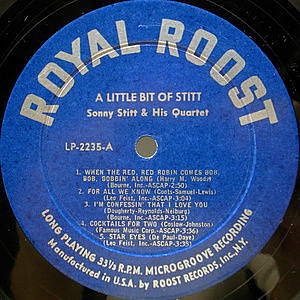 ROYAL ROOST
A LITTLE BIT OF STITT
Sonny Stitt & His Quartet
LP-2235-A
1. WHEN THE RED, RED ROBIN COMES BOB,
BOB, BOBBIN' ALONG (Harry M. Woods)
(Bourne, Inc.-ASCAP-2:50)
2. FOR ALL WE KNOW (Coots-Samuel-Lewis)
(Leo Feist, Inc.-ASCAP-3:04)
3. I'M CONFESSIN' THAT I LOVE YOU
(Dougherty-Reynolds-Neiburg)
(Bourne, Inc.-ASCAP-3:15)
4. COCKTAILS FOR TWO (Coslow-Johnston)
(Famous Music Corp.-ASCAP-3:36)
5. STAR EYES (De Paul-Daye)
(Leo Feist, Inc.-ASCAP-3:35)
LONG PLAYING 33⅓ R.P.M. MICROGROOVE RECORDING
Manufactured in U.S.A. by ROOST RECORDS, Inc., N.Y.